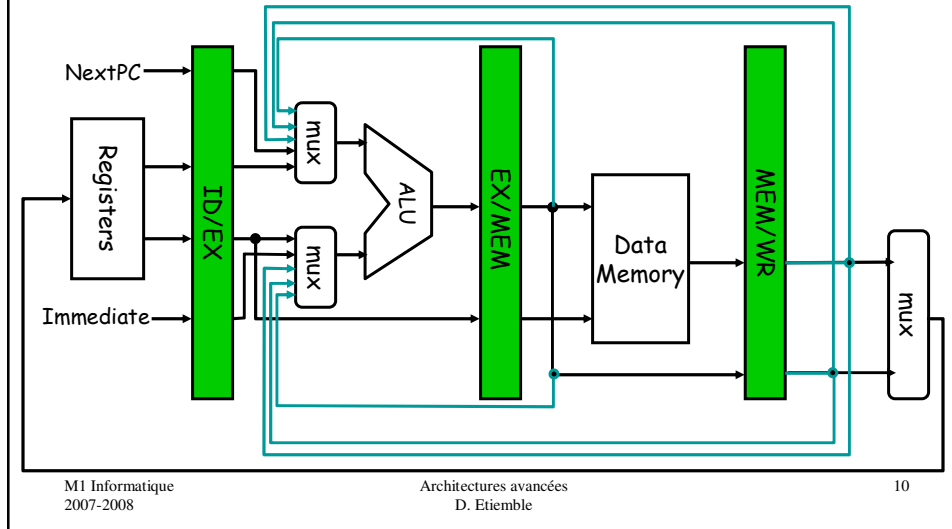 NextPC
Registers
Immediate
ID/EX
mux
mux
ALU
EX/MEM
Data
Memory
MEM/WR
mux
M1 Informatique
2007-2008
Architectures avancées
D. Etiemble
10